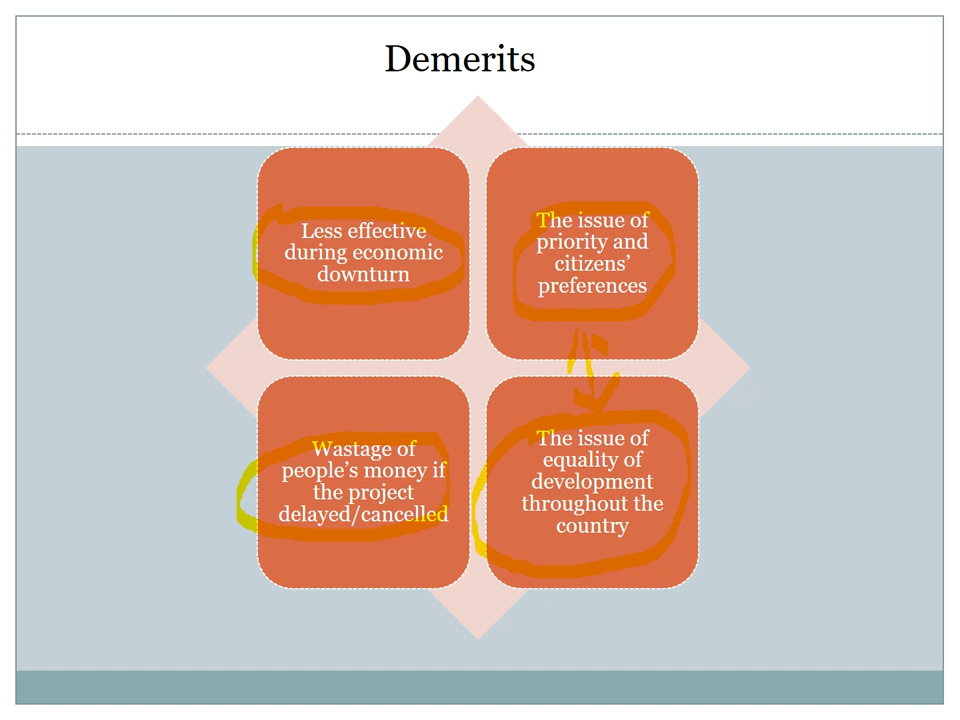 Demerits
Less effective
during economic
downturn
The issue of
priority and
citizens’
preferences
Wastage of
people’s money if
the project
delayed/cancelled
The issue of
equality of
development
throughout the
country